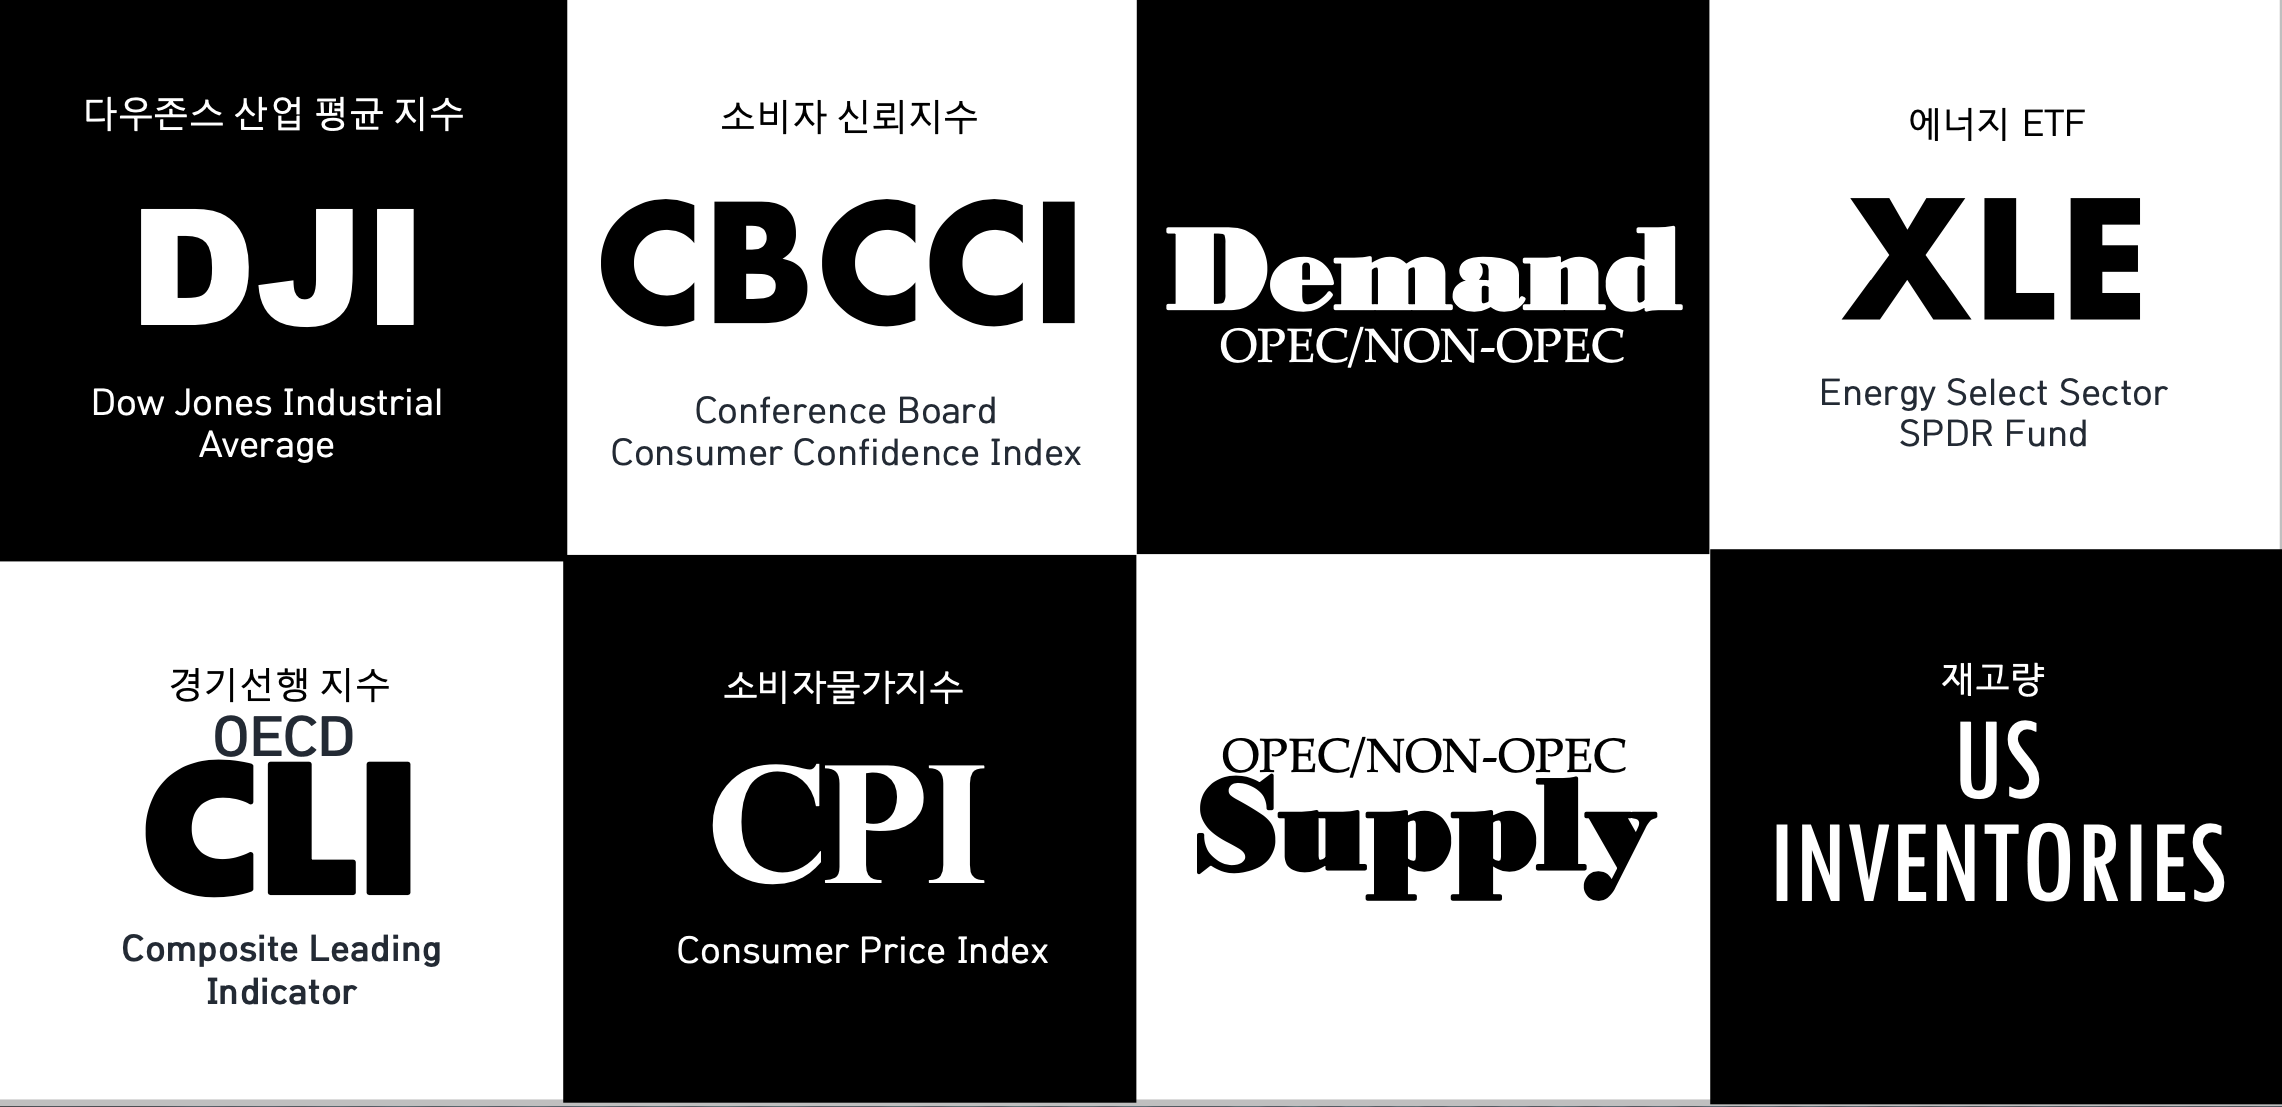 다우존스 산업 평균 지수
DJI
Dow Jones Industrial
Average
소비자 신뢰지수
CBCCI
Conference Board
Consumer Confidence Index
Demand
OPEC/NON-OPEC
에너지 ETF
XLE
Energy Select Sector
SPDR Fund
경기선행 지수
OECD
CLI
Composite Leading
Indicator
소비자물가지수
CPI
Consumer Price Index
OPEC/NON-OPEC
Supply
재고량
US
INVENTORIES